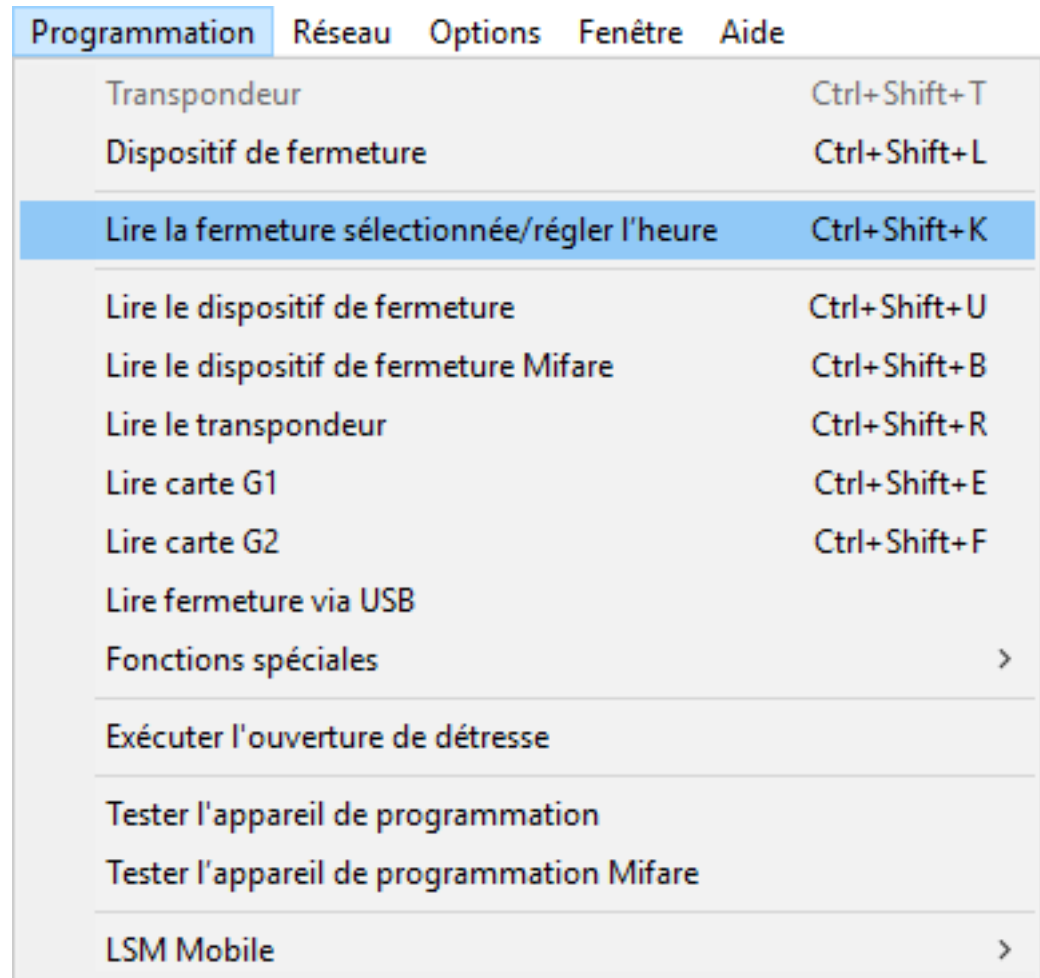 Programmation Réseau Options Fenêtre Aide
Transpondeur Ctrl+Shift+T
Dispositif de fermeture Ctrl+Shift+L
Lire la fermeture sélectionnée/régler l'heure Ctrl+Shift+K
Lire le dispositif de fermeture Ctrl+Shift+U
Lire le dispositif de fermeture Mifare Ctrl+Shift+B
Lire le transpondeur Ctrl+Shift+R
Lire carte G1 Ctrl+Shift+E
Lire carte G2 Ctrl+Shift+F
Lire fermeture via USB
Fonctions spéciales
Exécuter l'ouverture de détresse
Tester l'appareil de programmation
Tester l'appareil de programmation Mifare
LSM Mobile